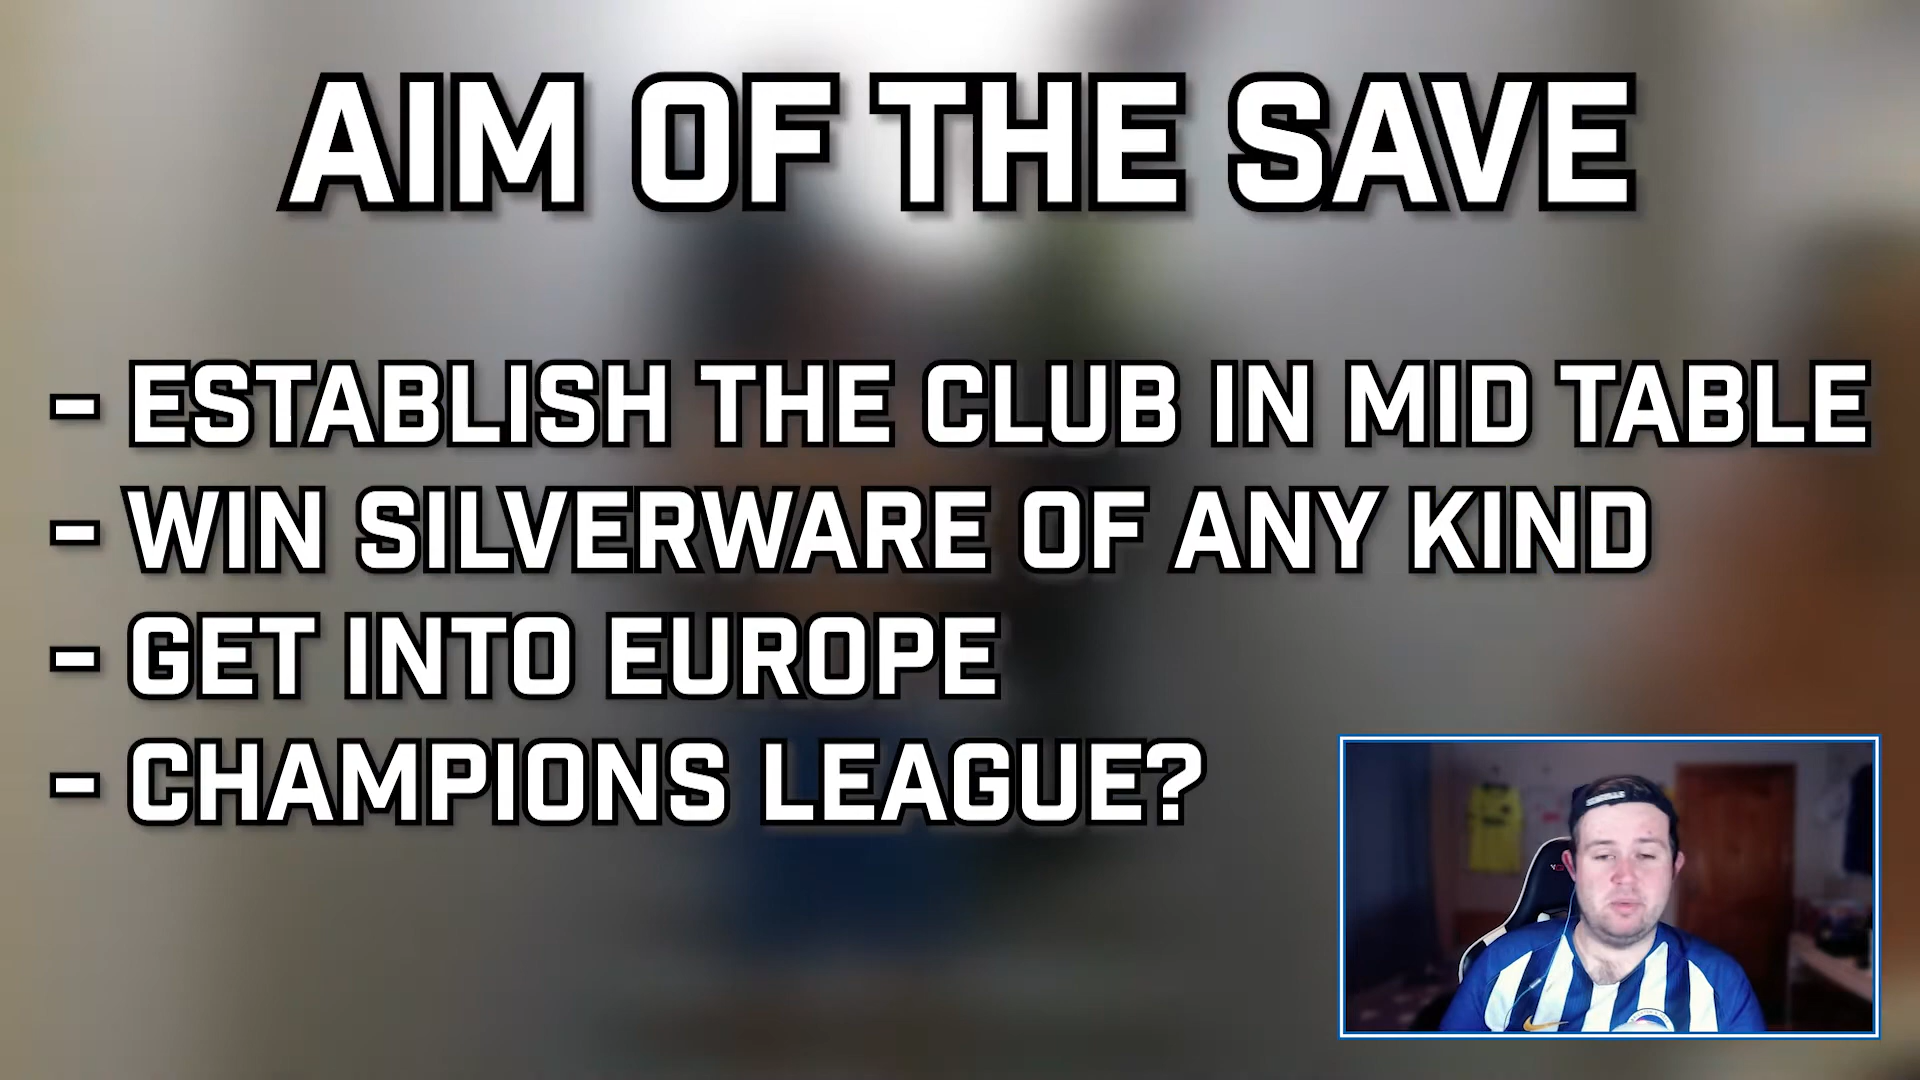 AIM OF THE SAVE
- ESTABLISH THE CLUB IN MID TABLE
- WIN SILVERWARE OF ANY KIND
- GET INTO EUROPE
- CHAMPIONS LEAGUE?